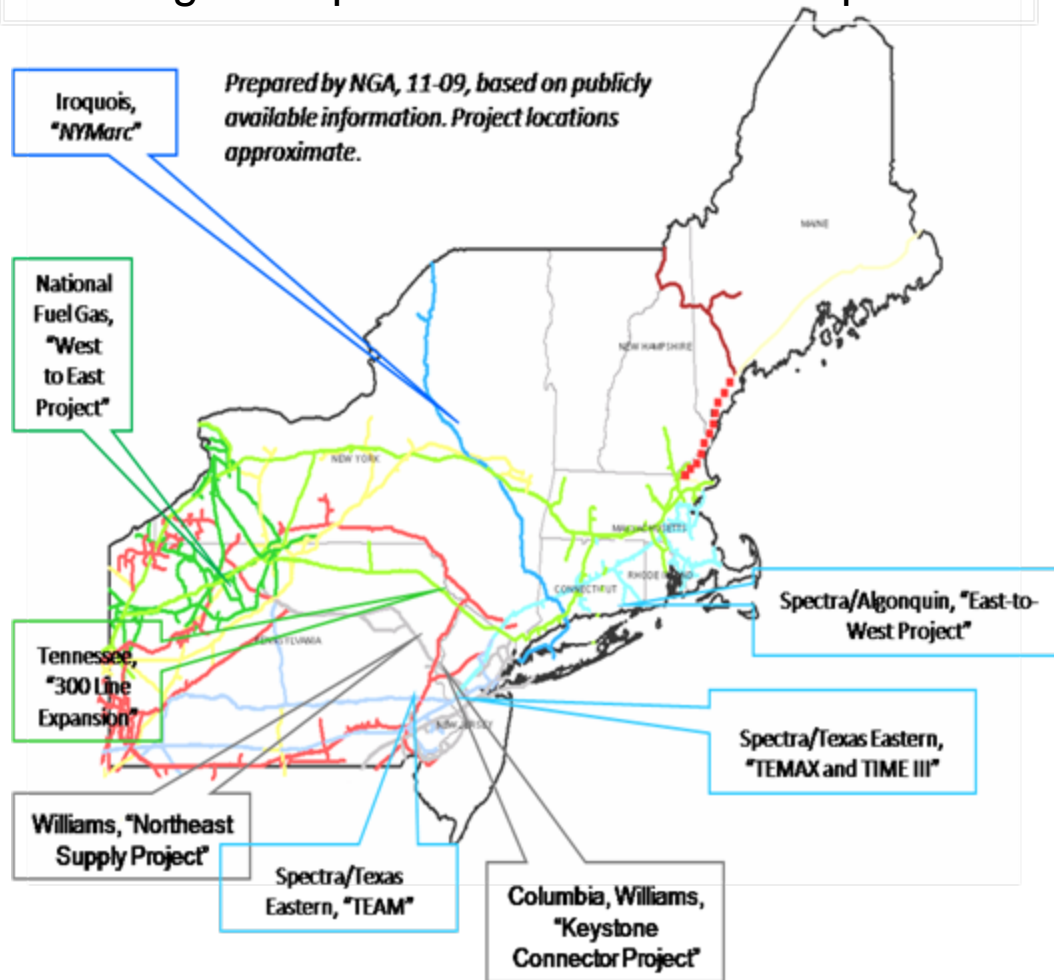 Iroquois,
"NYMarc"
Prepared by NGA, 11-09, based on publicly
available information. Project locations
approximate.
National
Fuel Gas,
"West
to East
Project"
MAINE
NEW HAMPSHIRE
NEW YORK
MASSACHUSETTS
CONNECTICUT
RHODE ISLAND
PENNSYLVANIA
NEW JERSEY
Spectra/Algonquin, "East-to-
West Project"
Tennessee,
"300 Line
Expansion"
Spectra/Texas Eastern,
"TEMAX and TIME III"
Williams, "Northeast
Supply Project"
Spectra/Texas
Eastern, "TEAM"
Columbia, Williams,
"Keystone
Connector Project"